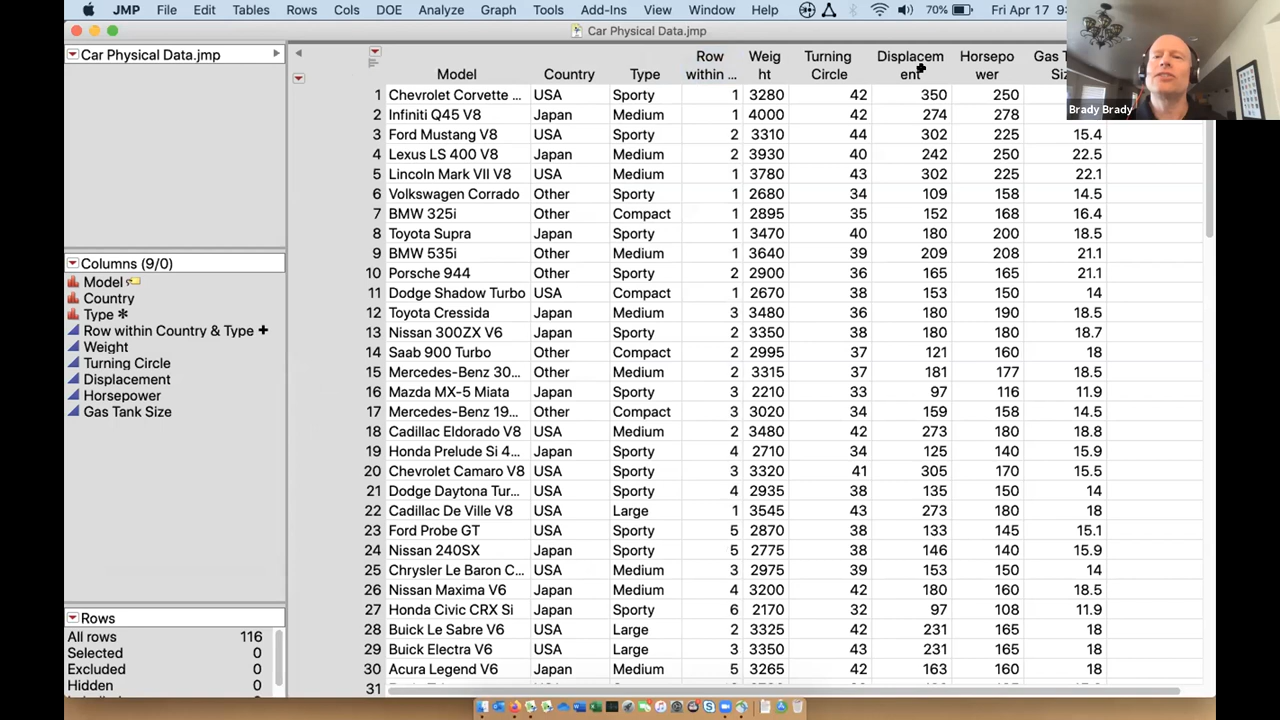 JMP File Edit Tables Rows Cols DOE Analyze Graph Tools Add-Ins View Window Help 70% Fri Apr 17
Car Physical Data.jmp
Brady Brady
Car Physical Data.jmp
Columns (9/0)
Model
Country
Type
Row within Country & Type
Weight
Turning Circle
Displacement
Horsepower
Gas Tank Size
Rows
All rows 116
Selected 0
Excluded 0
Hidden 0
Row Weig Turning Displacem Horsepo Gas
Model Country Type within ... ht Circle ent wer
1 Chevrolet Corvette ... USA Sporty 1 3280 42 350 250
2 Infiniti Q45 V8 Japan Medium 1 4000 42 274 278
3 Ford Mustang V8 USA Sporty 2 3310 44 302 225 15.4
4 Lexus LS 400 V8 Japan Medium 2 3930 40 242 250 22.5
5 Lincoln Mark VII V8 USA Medium 1 3780 43 302 225 22.1
6 Volkswagen Corrado Other Sporty 1 2680 34 109 158 14.5
7 BMW 325i Other Compact 1 2895 35 152 168 16.4
8 Toyota Supra Japan Sporty 1 3470 40 180 200 18.5
9 BMW 535i Other Medium 1 3640 39 209 208 21.1
10 Porsche 944 Other Sporty 2 2900 36 165 165 21.1
11 Dodge Shadow Turbo USA Compact 1 2670 38 153 150 14
12 Toyota Cressida Japan Medium 3 3480 36 180 190 18.5
13 Nissan 300ZX V6 Japan Sporty 2 3350 38 180 180 18.7
14 Saab 900 Turbo Other Compact 2 2995 37 121 160 18
15 Mercedes-Benz 30... Other Medium 2 3315 37 181 177 18.5
16 Mazda MX-5 Miata Japan Sporty 3 2210 33 97 116 11.9
17 Mercedes-Benz 19... Other Compact 3 3020 34 159 158 14.5
18 Cadillac Eldorado V8 USA Medium 2 3480 42 273 180 18.8
19 Honda Prelude Si 4... Japan Sporty 4 2710 34 125 140 15.9
20 Chevrolet Camaro V8 USA Sporty 3 3320 41 305 170 15.5
21 Dodge Daytona Tur... USA Sporty 4 2935 38 135 150 14
22 Cadillac De Ville V8 USA Large 1 3545 43 273 180 18
23 Ford Probe GT USA Sporty 5 2870 38 133 145 15.1
24 Nissan 240SX Japan Sporty 5 2775 38 146 140 15.9
25 Chrysler Le Baron C... USA Medium 3 2975 39 153 150 14
26 Nissan Maxima V6 Japan Medium 4 3200 42 180 160 18.5
27 Honda Civic CRX Si Japan Sporty 6 2170 32 97 108 11.9
28 Buick Le Sabre V6 USA Large 2 3325 42 231 165 18
29 Buick Electra V6 USA Large 3 3350 43 231 165 18
30 Acura Legend V6 Japan Medium 5 3265 42 163 160 18
31